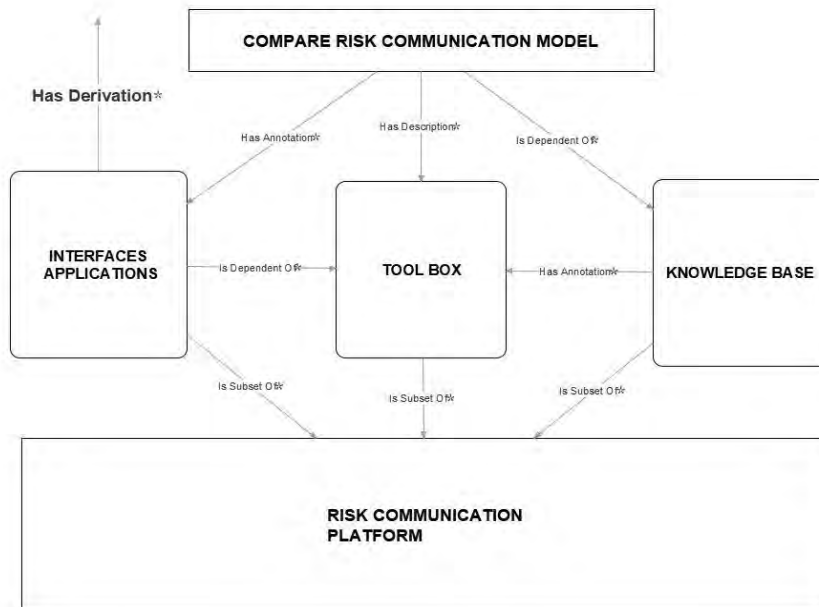 COMPARE RISK COMMUNICATION MODEL
Has Derivation*
Has Annotation*
Has Description*
Is Dependent Of*
INTERFACES
APPLICATIONS
Is Dependent Of*
TOOL BOX
Has Annotation*
KNOWLEDGE BASE
Is Subset Of*
Is Subset Of*
Is Subset Of*
RISK COMMUNICATION
PLATFORM